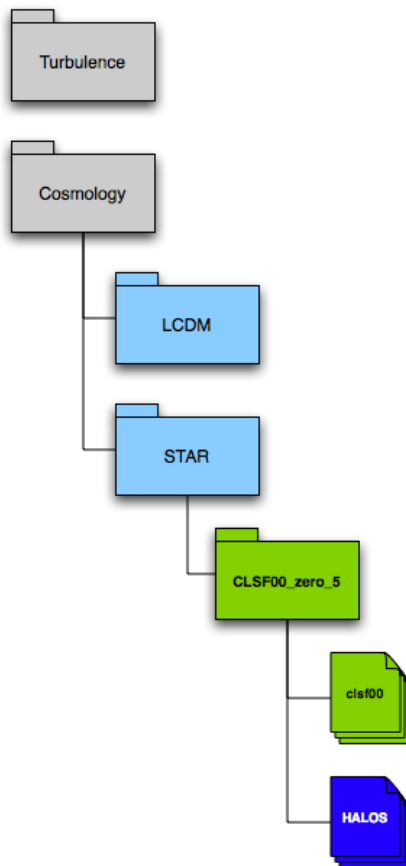 Turbulence
Cosmology
LCDM
STAR
CLSF00_zero_5
clsf00
HALOS